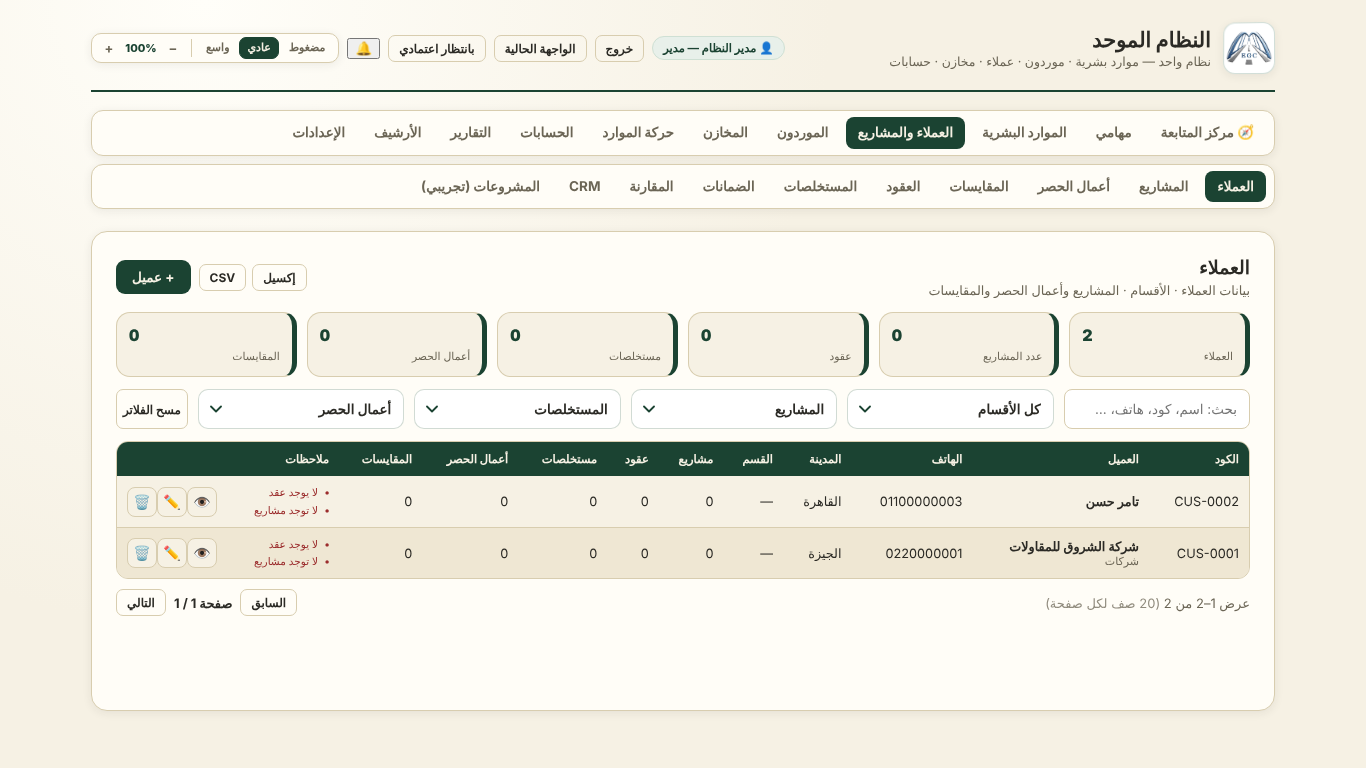 ROC
النظام الموحد
نظام واحد — موارد بشرية · موردون · عملاء · مخازن · حسابات
مدير النظام — مدير
خروج
الواجهة الحالية
بانتظار اعتمادي
مضغوط عادي واسع − 100% +
مركز المتابعة مهامي الموارد البشرية العملاء والمشاريع الموردون المخازن حركة الموارد الحسابات التقارير الأرشيف الإعدادات
العملاء المشاريع أعمال الحصر المقايسات العقود المستخلصات الضمانات المقارنة CRM المشروعات (تجريبي)
العملاء
بيانات العملاء · الأقسام · المشاريع وأعمال الحصر والمقايسات
إكسيل CSV + عميل
2 0 0 0 0 0
العملاء عدد المشاريع عقود مستخلصات أعمال الحصر المقايسات
بحث: اسم، كود، هاتف، ... كل الأقسام المشاريع المستخلصات أعمال الحصر مسح الفلاتر
الكود العميل الهاتف المدينة القسم مشاريع عقود مستخلصات أعمال الحصر المقايسات ملاحظات
CUS-0002 تامر حسن 01100000003 القاهرة — 0 0 0 0 0
• لا يوجد عقد
• لا توجد مشاريع
CUS-0001 شركة الشروق للمقاولات 0220000001 الجيزة — 0 0 0 0 0
شركات
• لا يوجد عقد
• لا توجد مشاريع
عرض 1–2 من 2 (20 صف لكل صفحة)
السابق صفحة 1 / 1 التالي